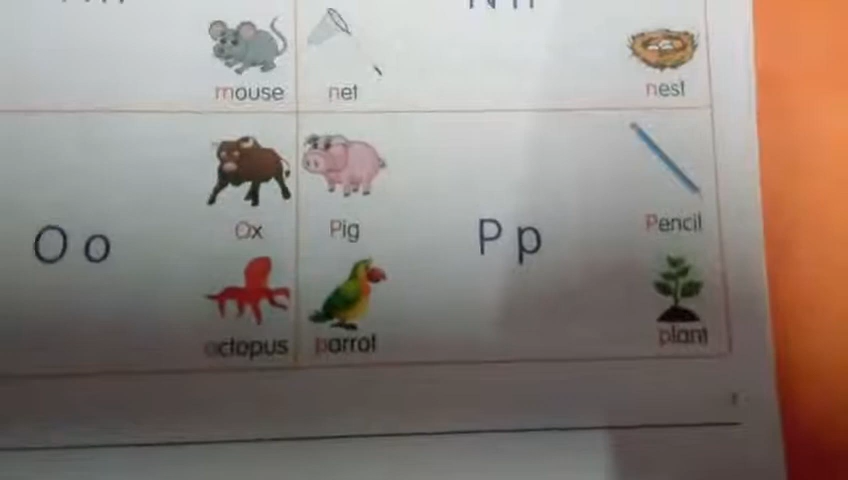 mouse net nest
Ox Pig Pencil
O o P p
octopus parrot plant